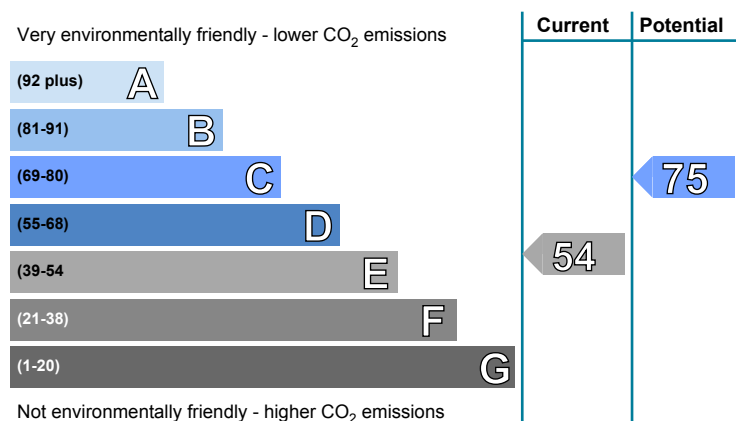 Very environmentally friendly - lower CO₂ emissions
Current
Potential
(92 plus) A
(81-91) B
(69-80) C
75
(55-68) D
(39-54 E
54
(21-38) F
(1-20) G
Not environmentally friendly - higher CO₂ emissions